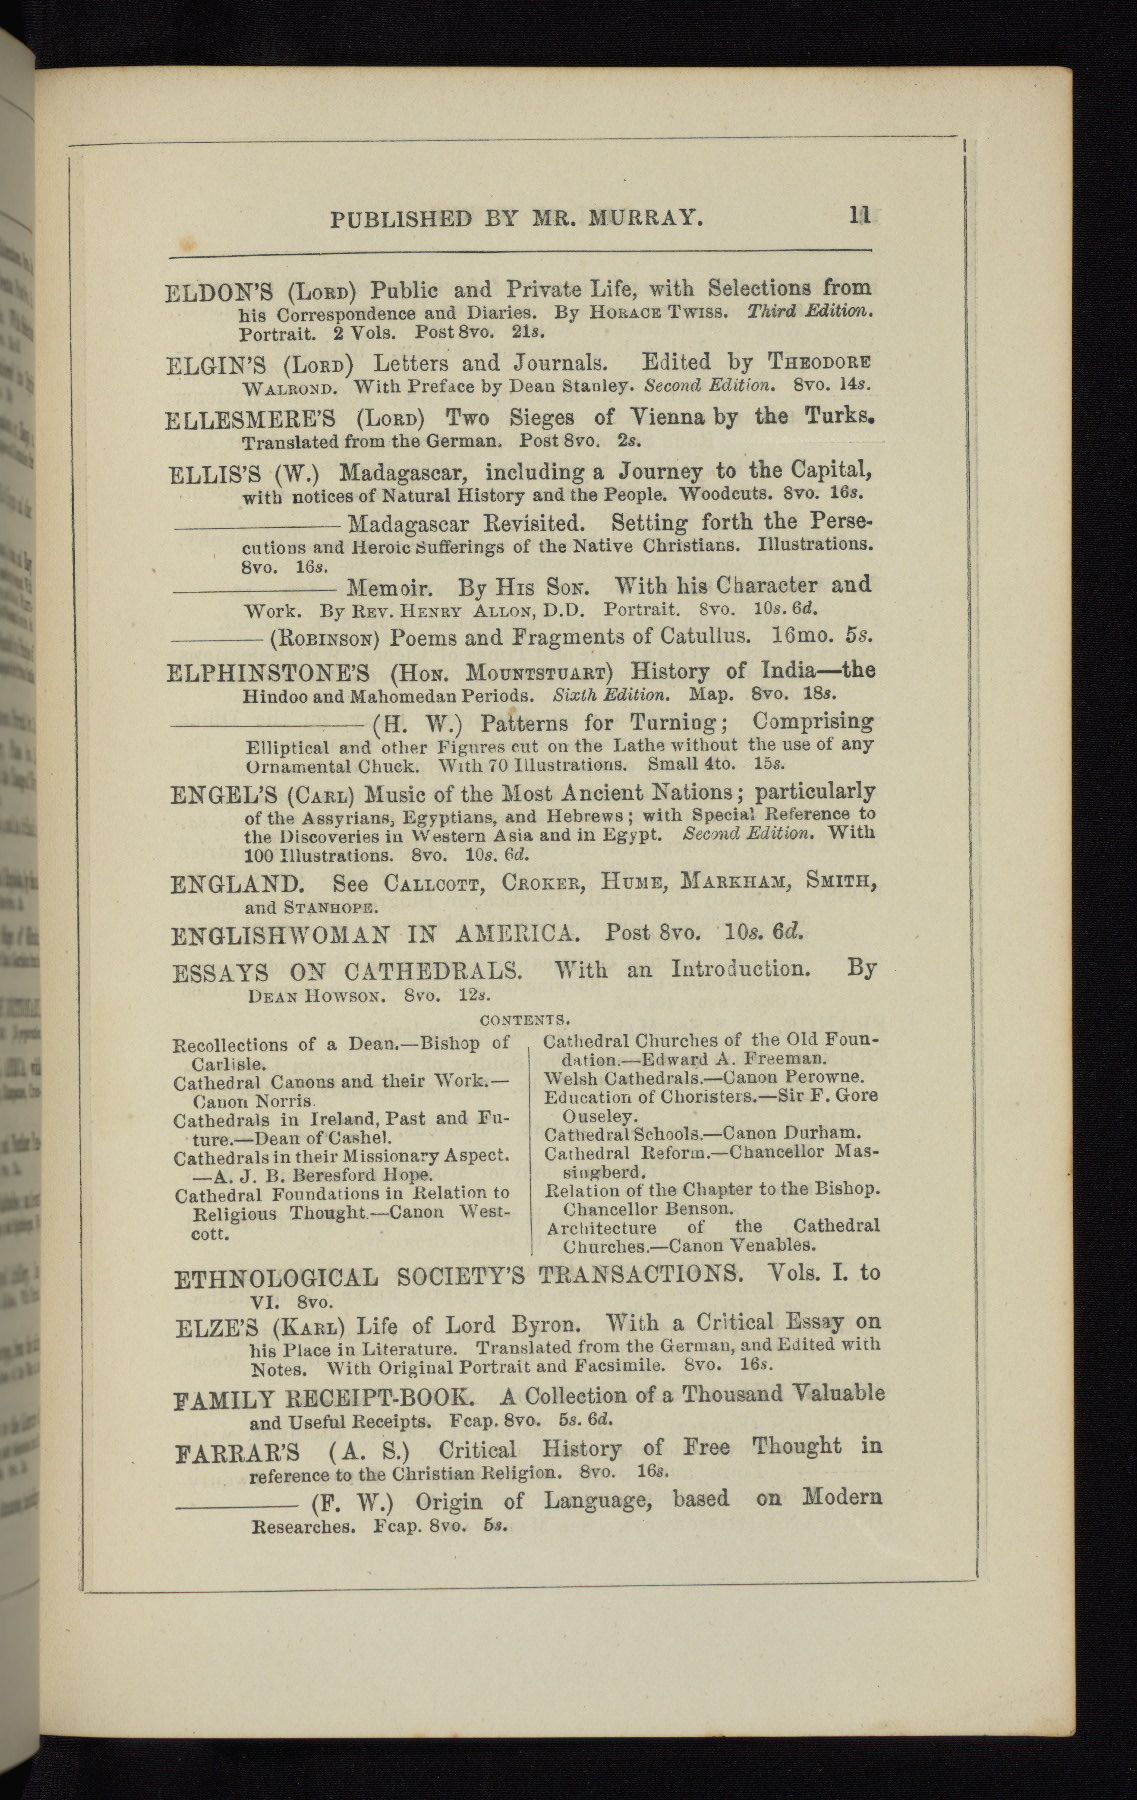 PUBLISHED BY MR. MURRAY. 11
ELDON'S (Lord) Public and Private Life, with Selections from
his Correspondence and Diaries. By Horace Twiss. Third Edition.
Portrait. 2 Vols. Post 8vo. 21s.
ELGIN'S (Lord) Letters and Journals. Edited by Theodore
Walrond. With Preface by Dean Stanley. Second Edition. 8vo. 14s.
ELLESMERE'S (Lord) Two Sieges of Vienna by the Turks.
Translated from the German. Post 8vo. 2s.
ELLIS'S (W.) Madagascar, including a Journey to the Capital,
with notices of Natural History and the People. Woodcuts. 8vo. 16s.
——— Madagascar Revisited. Setting forth the Perse-
cutions and Heroic Sufferings of the Native Christians. Illustrations.
8vo. 16s.
——— Memoir. By His Son. With his Character and
Work. By Rev. Henry Allon, D.D. Portrait. 8vo. 10s. 6d.
——— (Robinson) Poems and Fragments of Catullus. 16mo. 5s.
ELPHINSTONE'S (Hon. Mountstuart) History of India—the
Hindoo and Mahomedan Periods. Sixth Edition. Map. 8vo. 18s.
——— (H. W.) Patterns for Turning; Comprising
Elliptical and other Figures cut on the Lathe without the use of any
Ornamental Chuck. With 70 Illustrations. Small 4to. 15s.
ENGEL'S (Carl) Music of the Most Ancient Nations; particularly
of the Assyrians, Egyptians, and Hebrews; with Special Reference to
the Discoveries in Western Asia and in Egypt. Second Edition. With
100 Illustrations. 8vo. 10s. 6d.
ENGLAND. See Callcott, Croker, Hume, Markham, Smith,
and Stanhope.
ENGLISHWOMAN IN AMERICA. Post 8vo. 10s. 6d.
ESSAYS ON CATHEDRALS. With an Introduction. By
Dean Howson. 8vo. 12s.
CONTENTS.
Recollections of a Dean.—Bishop of
Carlisle.
Cathedral Canons and their Work.—
Canon Norris.
Cathedrals in Ireland, Past and Fu-
ture.—Dean of Cashel.
Cathedrals in their Missionary Aspect.
—A. J. B. Beresford Hope.
Cathedral Foundations in Relation to
Religious Thought.—Canon West-
cott.
Cathedral Churches of the Old Foun-
dation.—Edward A. Freeman.
Welsh Cathedrals.—Canon Perowne.
Education of Choristers.—Sir F. Gore
Ouseley.
Cathedral Schools.—Canon Durham.
Cathedral Reform.—Chancellor Mas-
singberd.
Relation of the Chapter to the Bishop.
Chancellor Benson.
Architecture of the Cathedral
Churches.—Canon Venables.
ETHNOLOGICAL SOCIETY'S TRANSACTIONS. Vols. I. to
VI. 8vo.
ELZE'S (Karl) Life of Lord Byron. With a Critical Essay on
his Place in Literature. Translated from the German, and Edited with
Notes. With Original Portrait and Facsimile. 8vo. 16s.
FAMILY RECEIPT-BOOK. A Collection of a Thousand Valuable
and Useful Receipts. Fcap. 8vo. 5s. 6d.
FARRAR'S (A. S.) Critical History of Free Thought in
reference to the Christian Religion. 8vo. 16s.
——— (F. W.) Origin of Language, based on Modern
Researches. Fcap. 8vo. 5s.